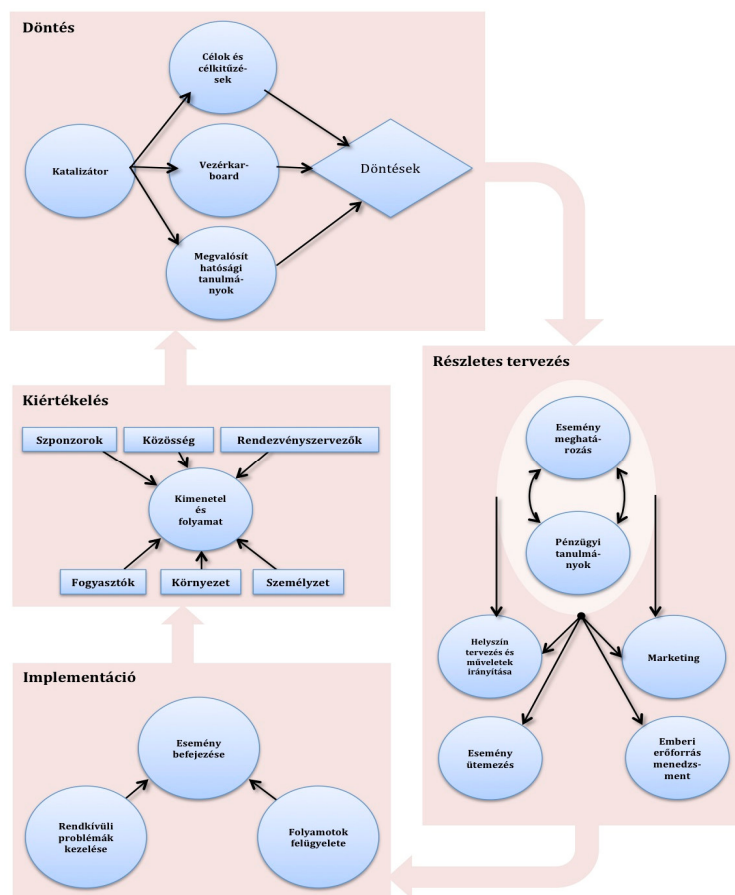 Döntés
Célok és
célkitűzé-
sek
Katalizátor
Vezérkar-
board
Döntések
Megvalósít
hatósági
tanulmá-
nyok
Részletes tervezés
Esemény
meghatá-
rozás
Pénzügyi
tanulmá-
nyok
Helyszín
tervezés és
műveletek
irányítása
Marketing
Esemény
ütemezés
Emberi
erőforrás
menedzs-
ment
Kiértékelés
Szponzorok
Közösség
Rendezvényszervezők
Kimenetel
és
folyamat
Fogyasztók
Környezet
Személyzet
Implementáció
Esemény
befejezése
Rendkívüli
problémák
kezelése
Folyamotok
felügyelete